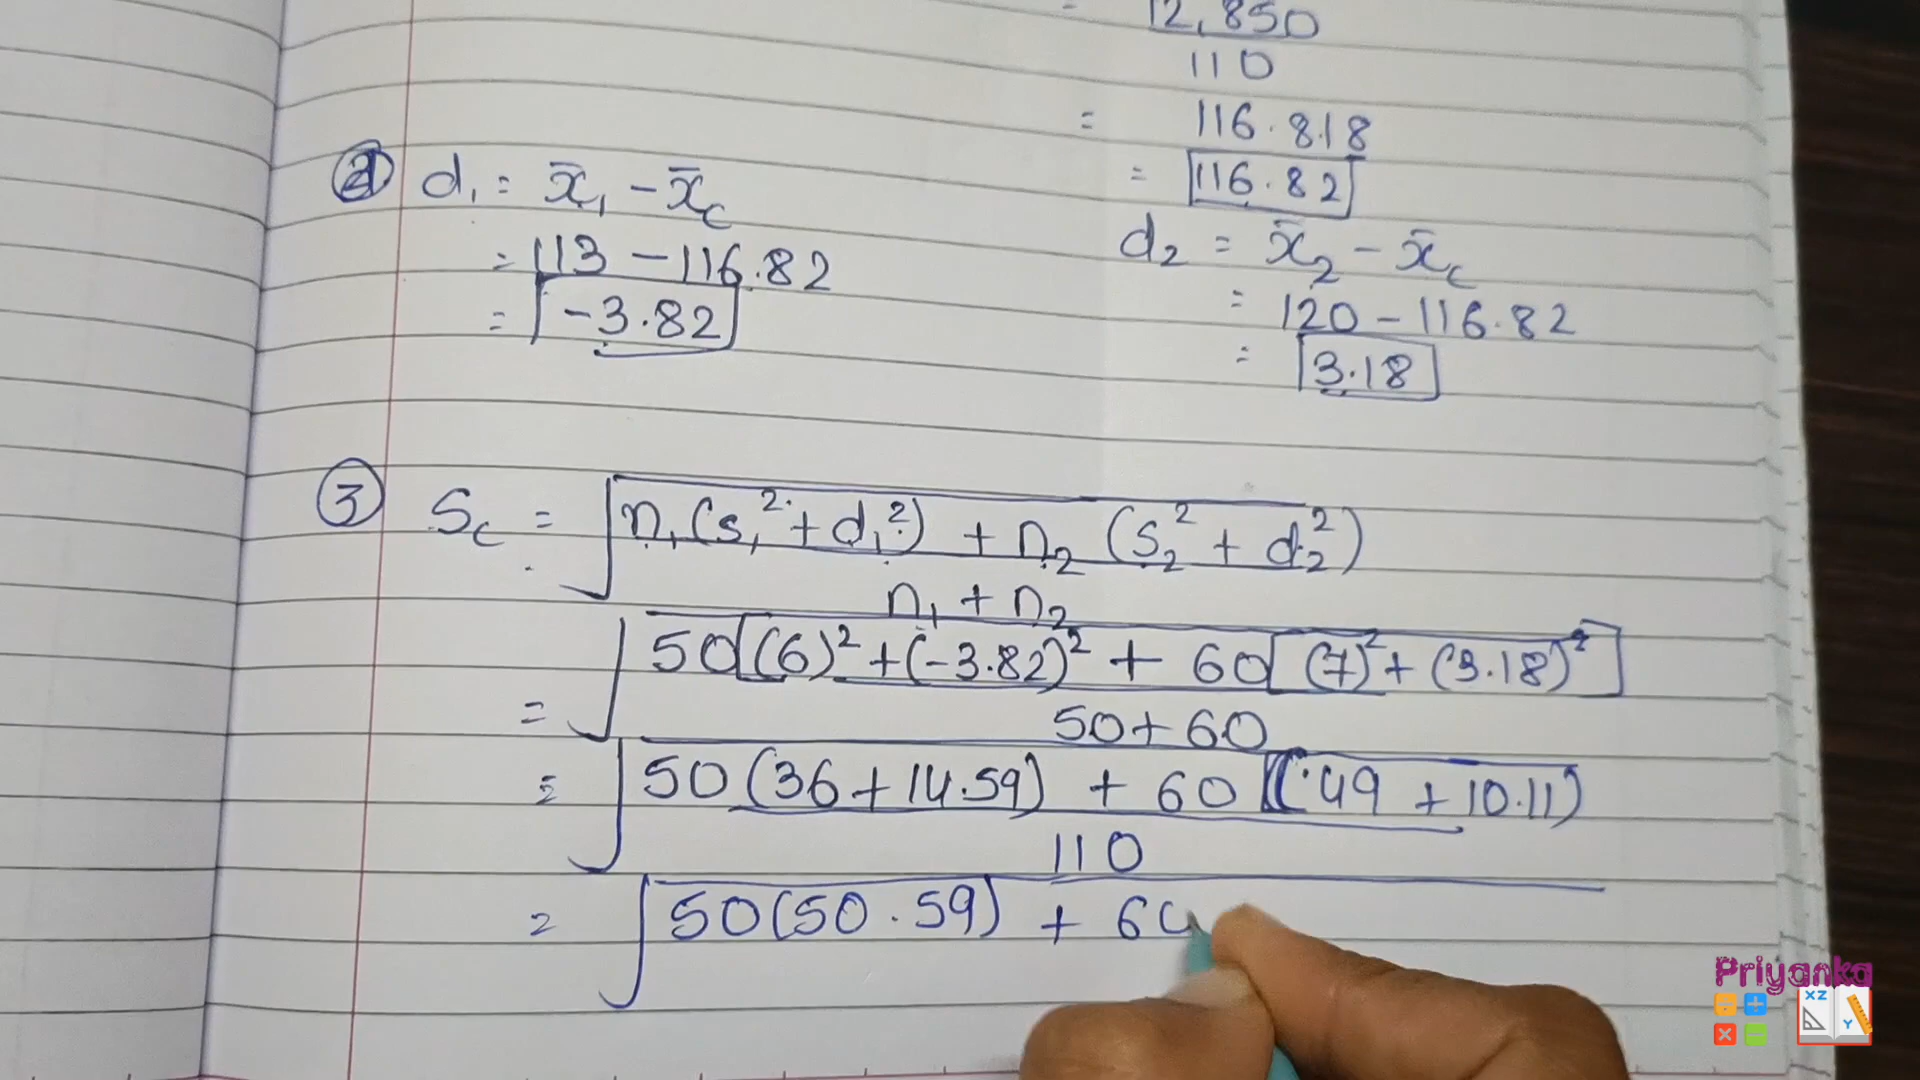 12,850
110
= 116.818
= 116.82
② d₁ = x̄₁ - x̄c
= 113 - 116.82
= -3.82
d₂ = x̄₂ - x̄c
= 120 - 116.82
= 3.18
③ Sc = √ n₁(s₁² + d₁²) + n₂ (s₂² + d₂²)
n₁ + n₂
= √ 50[(6)² + (-3.82)² + 60[(7)² + (3.18)²]
50 + 60
= √ 50(36 + 14.59) + 60(49 + 10.11)
110
= √ 50(50.59) + 60
Priyanka
XZ
Y